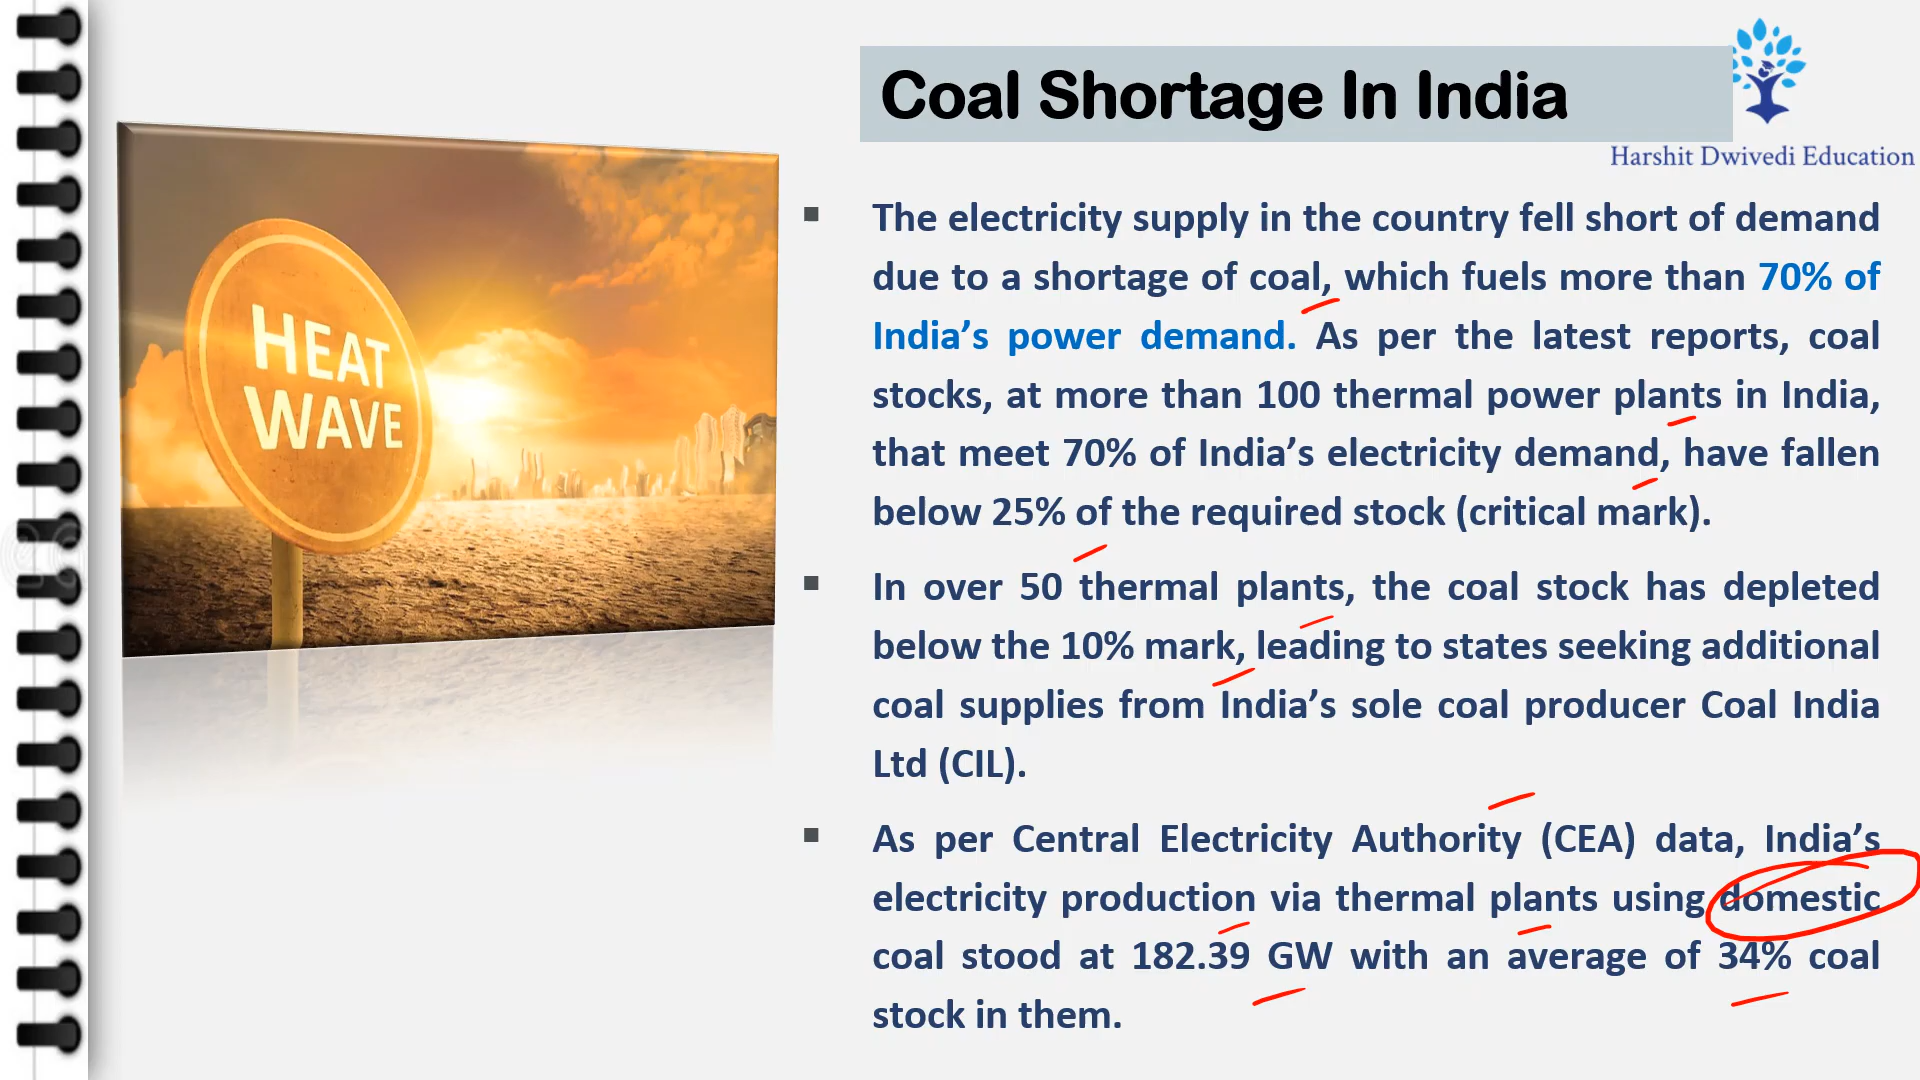 Coal Shortage In India
Harshit Dwivedi Education
HEAT
WAVE
The electricity supply in the country fell short of demand
due to a shortage of coal, which fuels more than 70% of
India’s power demand. As per the latest reports, coal
stocks, at more than 100 thermal power plants in India,
that meet 70% of India’s electricity demand, have fallen
below 25% of the required stock (critical mark).
In over 50 thermal plants, the coal stock has depleted
below the 10% mark, leading to states seeking additional
coal supplies from India’s sole coal producer Coal India
Ltd (CIL).
As per Central Electricity Authority (CEA) data, India’s
electricity production via thermal plants using domestic
coal stood at 182.39 GW with an average of 34% coal
stock in them.